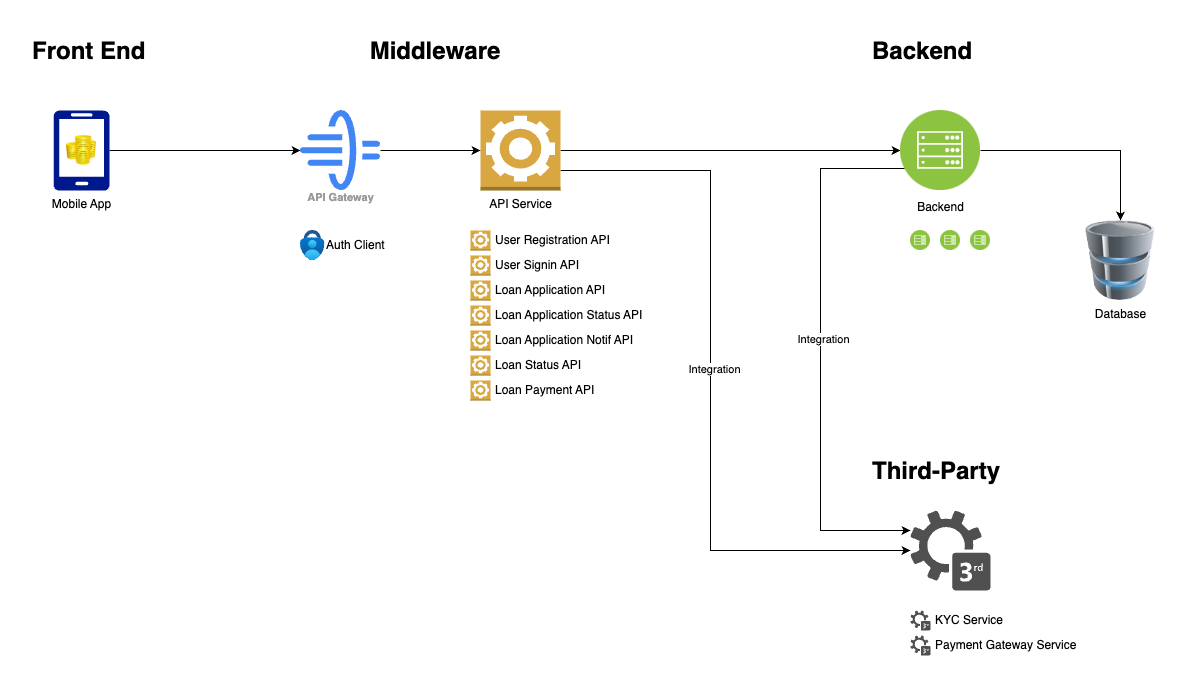 Front End
Middleware
Backend
Mobile App
API Gateway
API Service
Backend
Auth Client
User Registration API
User Signin API
Loan Application API
Loan Application Status API
Loan Application Notif API
Loan Status API
Loan Payment API
Database
Integration
Integration
Third-Party
3rd
KYC Service
Payment Gateway Service